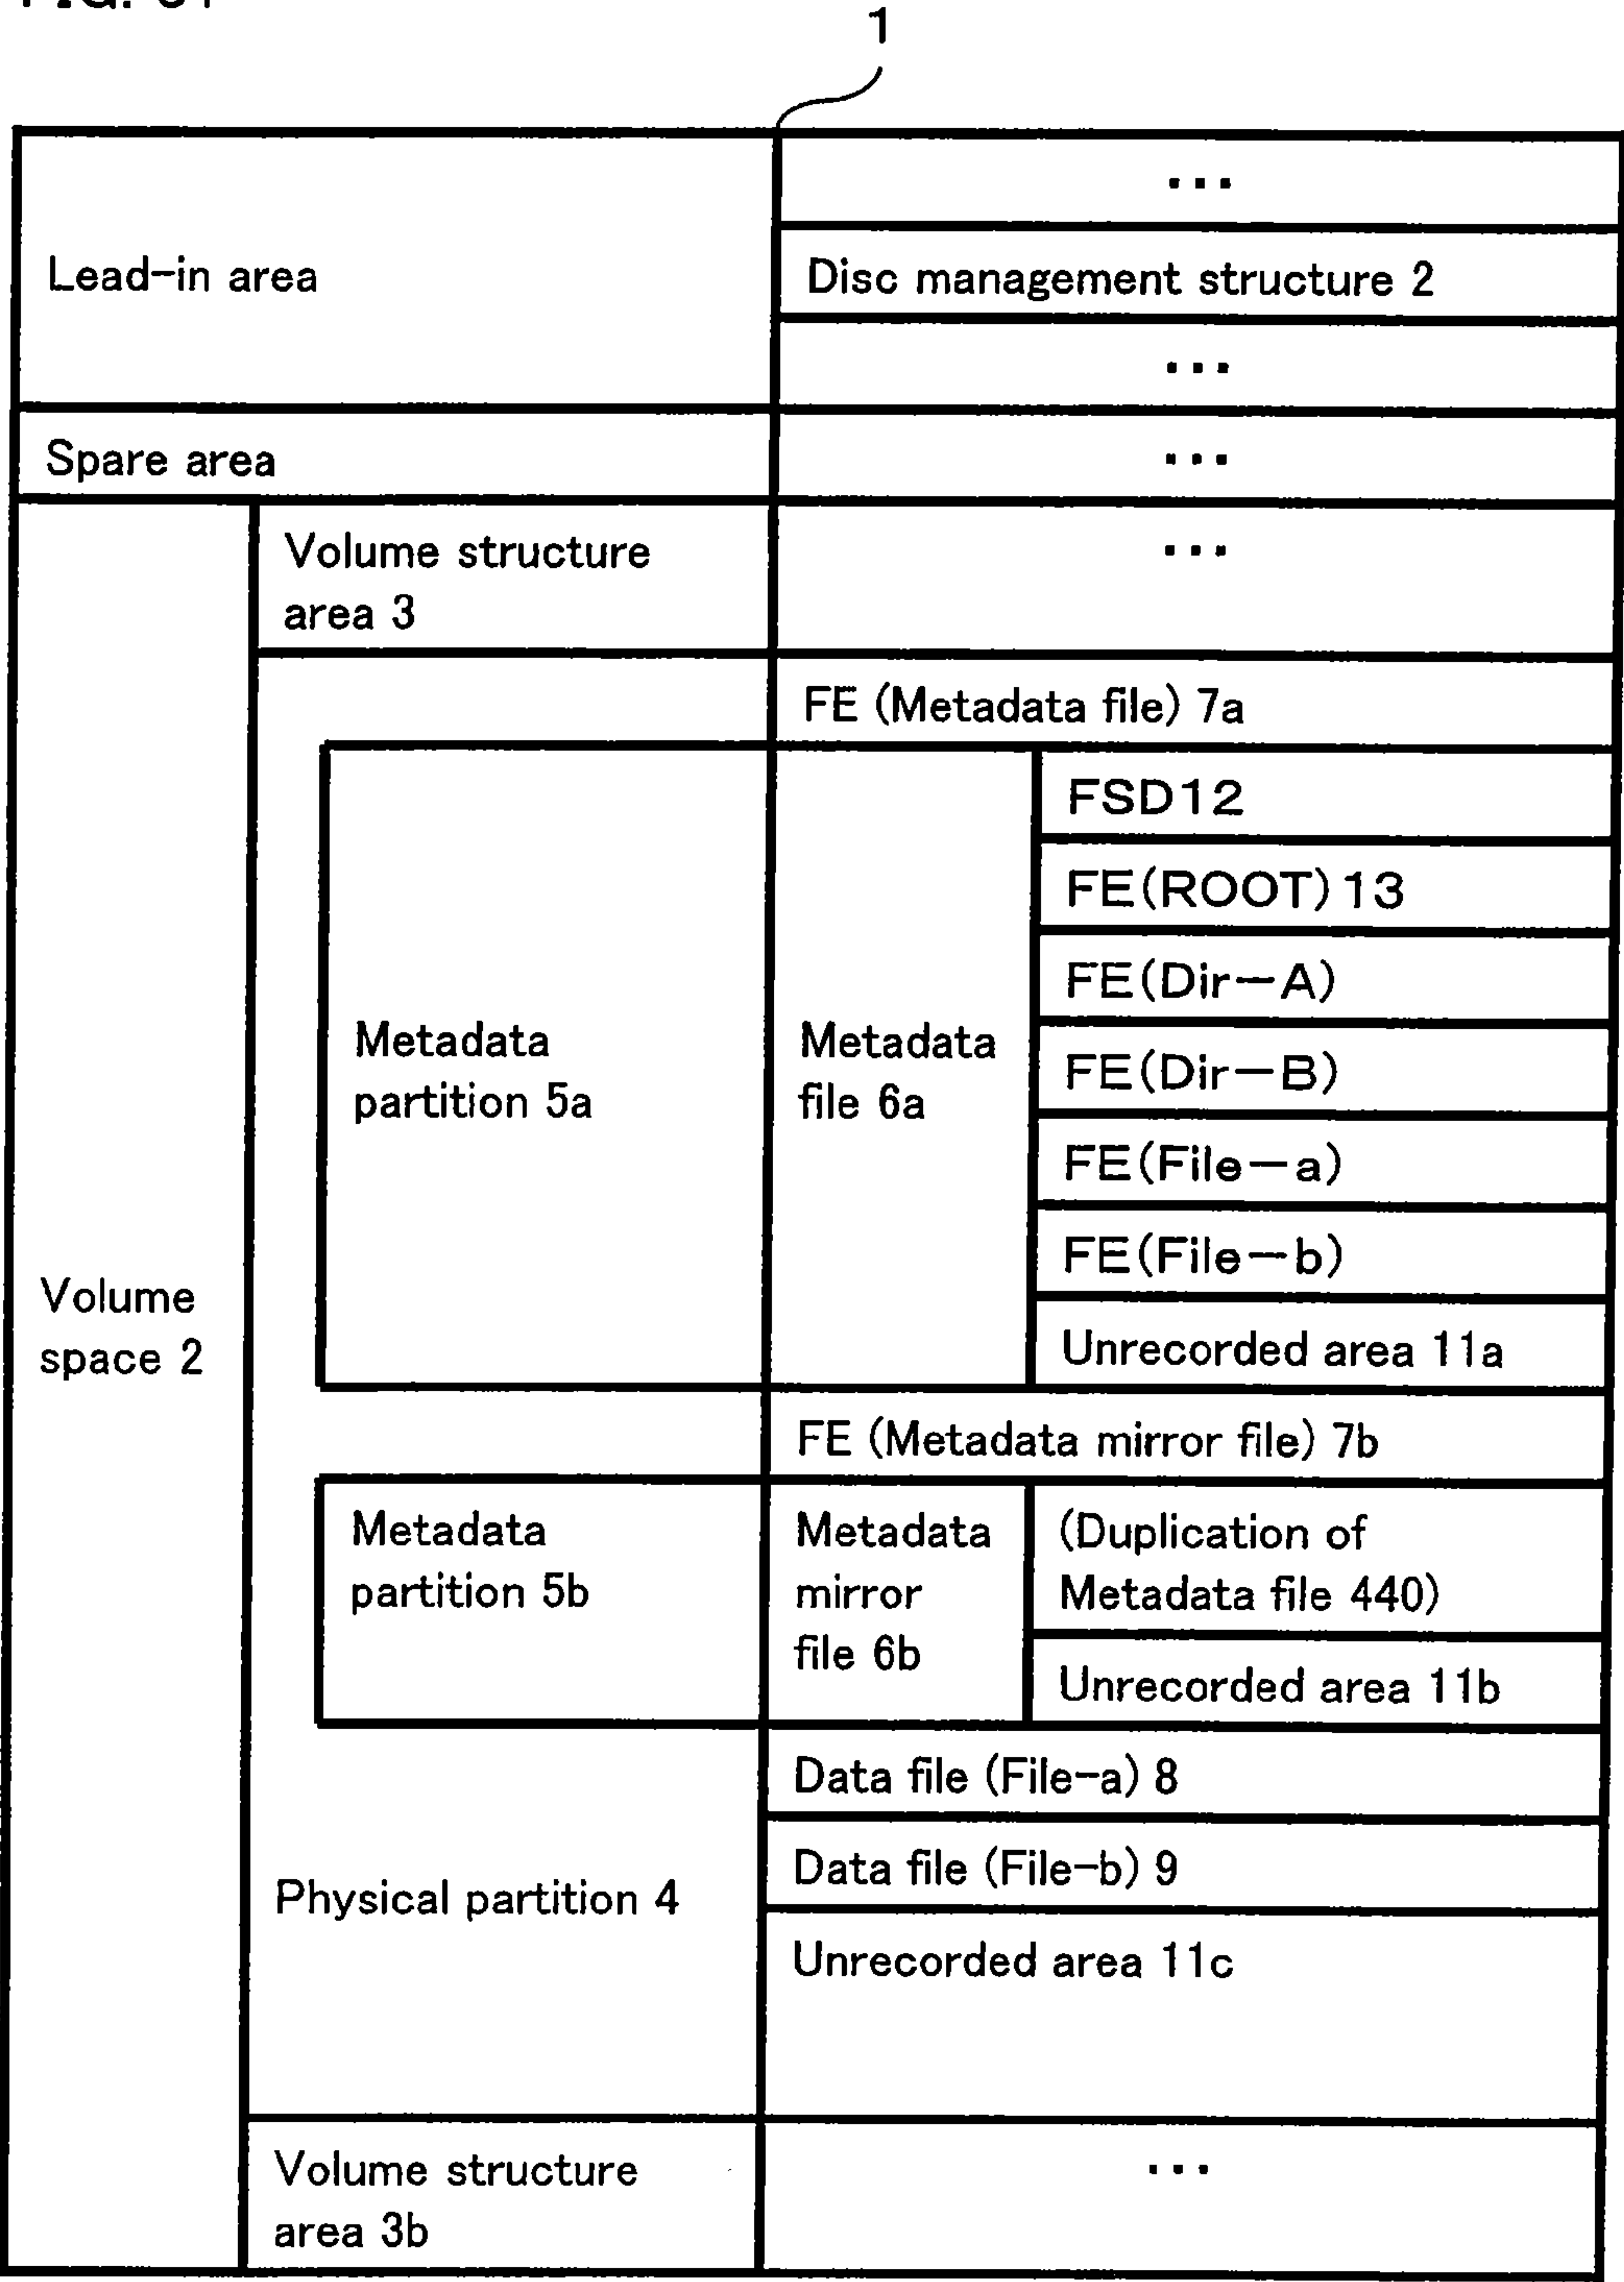 1
...
Lead-in area
Disc management structure 2
...
Spare area
...
Volume structure
area 3
...
FE (Metadata file) 7a
FSD12
FE(ROOT)13
FE(Dir-A)
Metadata
partition 5a
Metadata
file 6a
FE(Dir-B)
FE(File-a)
FE(File-b)
Volume
space 2
Unrecorded area 11a
FE (Metadata mirror file) 7b
Metadata
partition 5b
Metadata
mirror
file 6b
(Duplication of
Metadata file 440)
Unrecorded area 11b
Data file (File-a) 8
Data file (File-b) 9
Physical partition 4
Unrecorded area 11c
Volume structure
area 3b
...